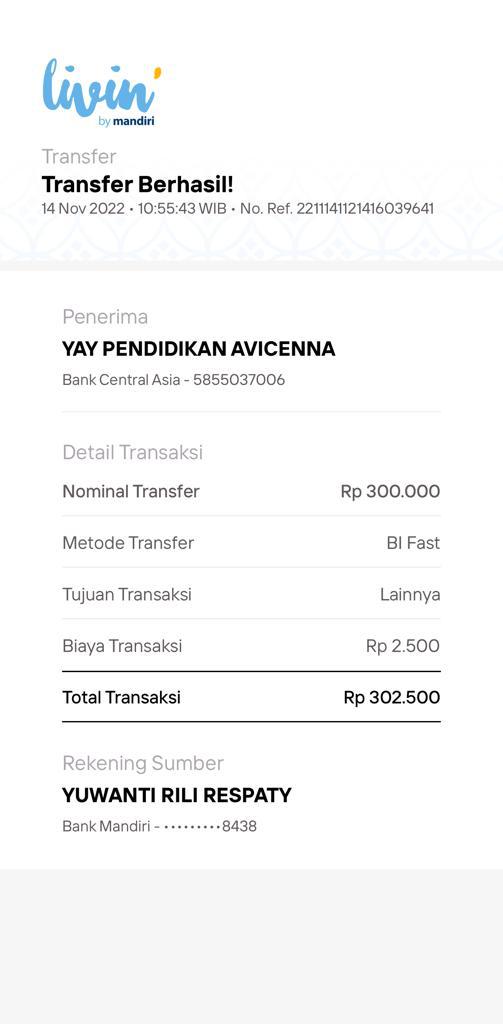 livin'
by mandiri
Transfer
Transfer Berhasil!
14 Nov 2022 • 10:55:43 WIB • No. Ref. 2211141121416039641
Penerima
YAY PENDIDIKAN AVICENNA
Bank Central Asia - 5855037006
Detail Transaksi
Nominal Transfer Rp 300.000
Metode Transfer BI Fast
Tujuan Transaksi Lainnya
Biaya Transaksi Rp 2.500
Total Transaksi Rp 302.500
Rekening Sumber
YUWANTI RILI RESPATY
Bank Mandiri - •••••••••8438